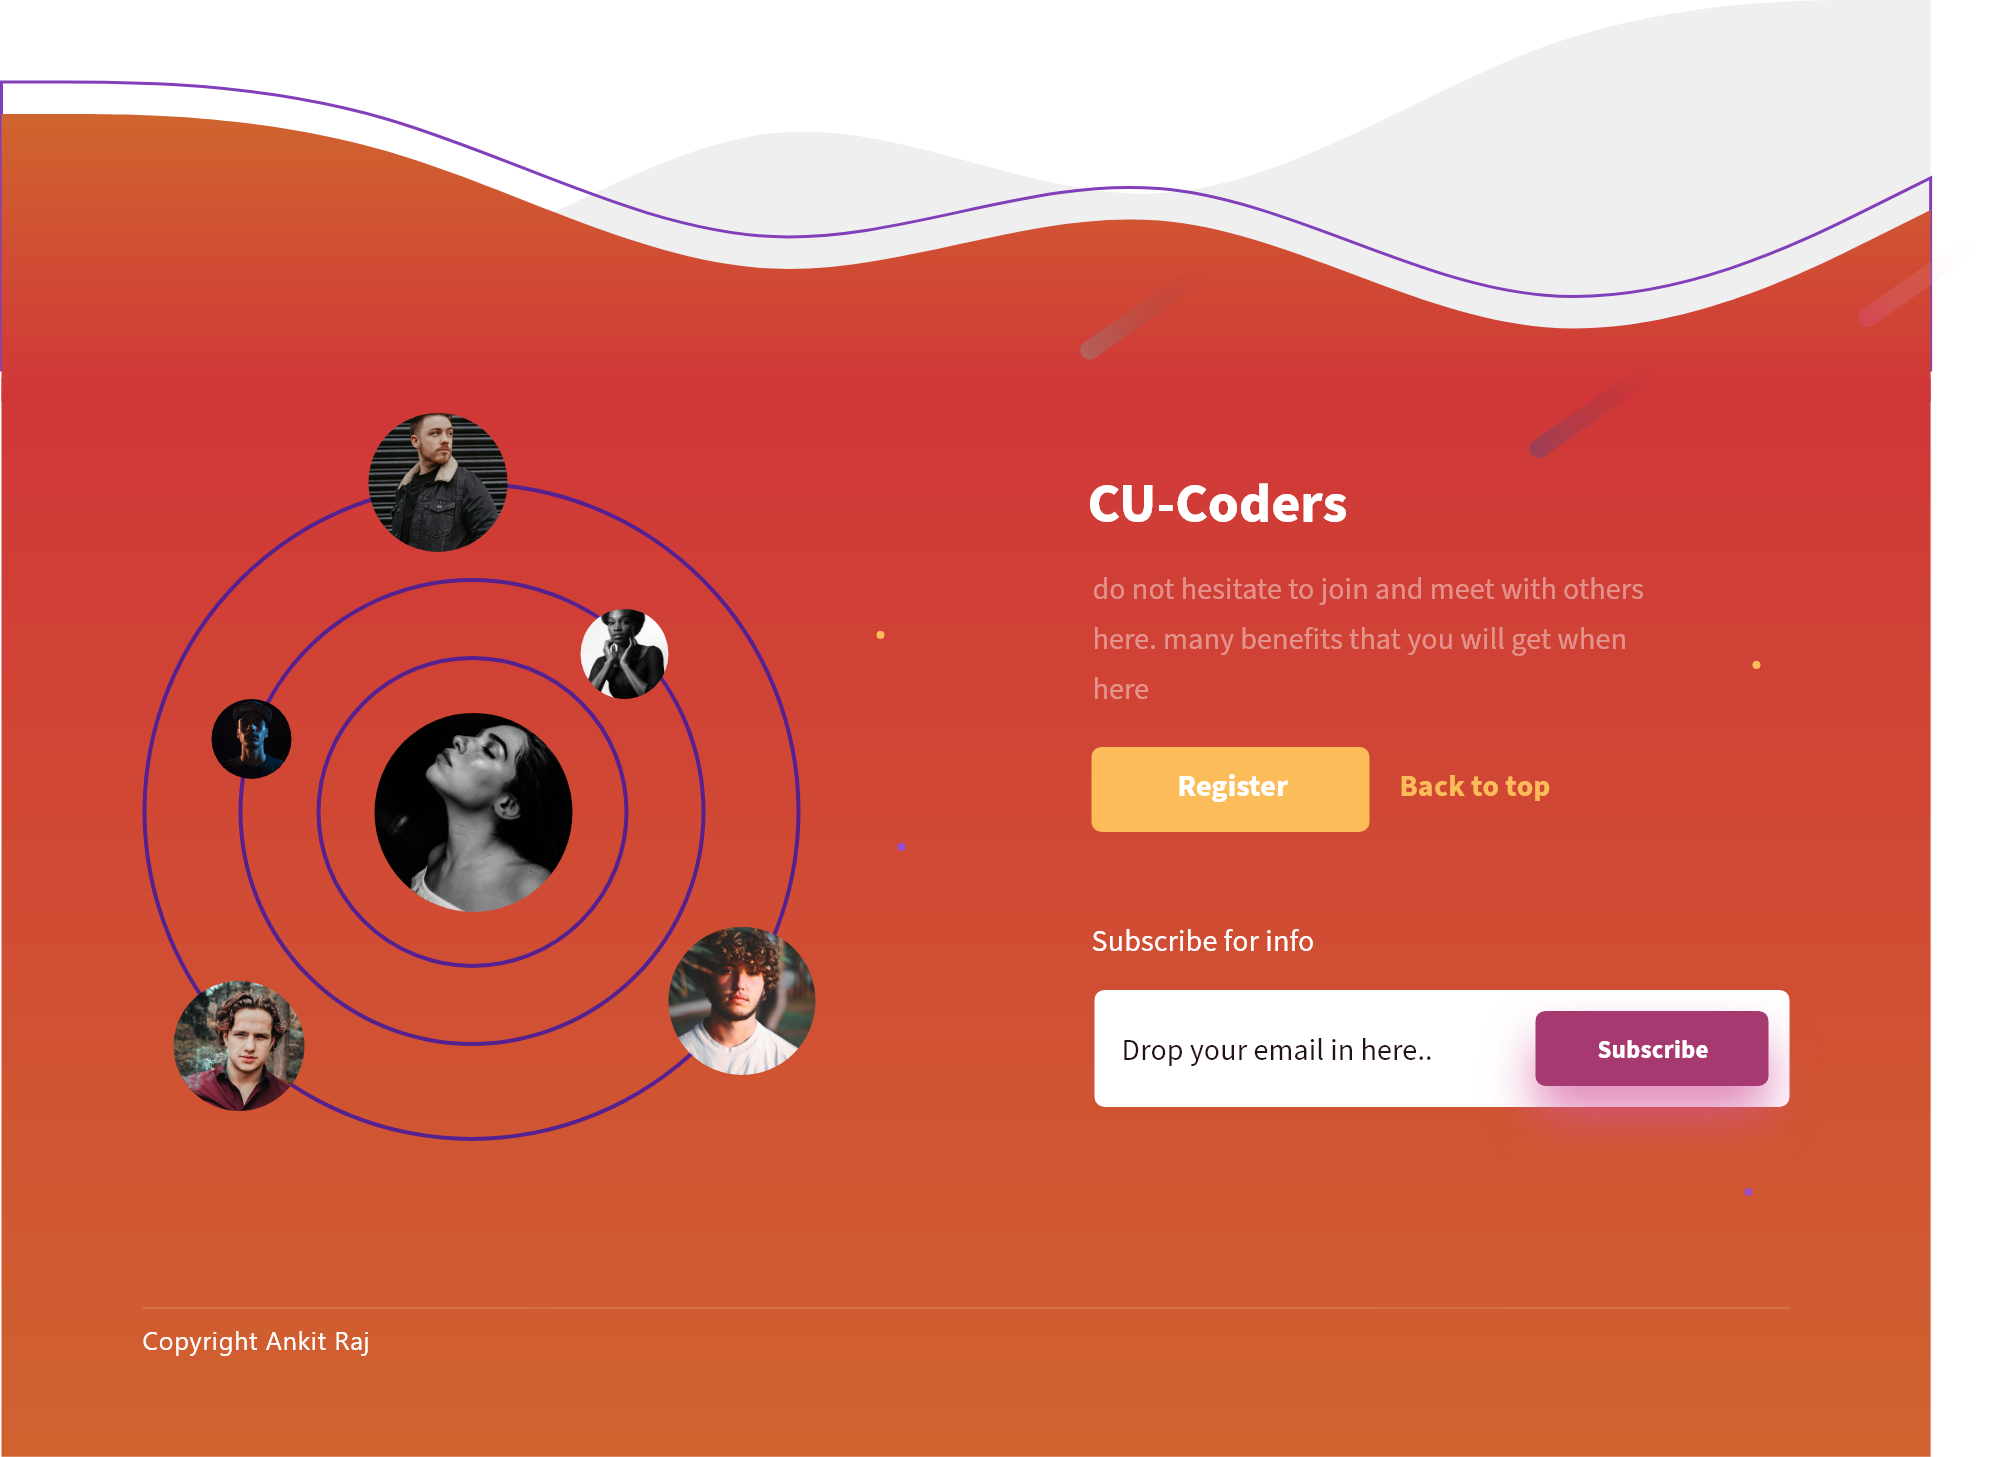 CU-Coders
do not hesitate to join and meet with others
here. many benefits that you will get when
here
Register
Back to top
Subscribe for info
Drop your email in here..
Subscribe
Copyright Ankit Raj